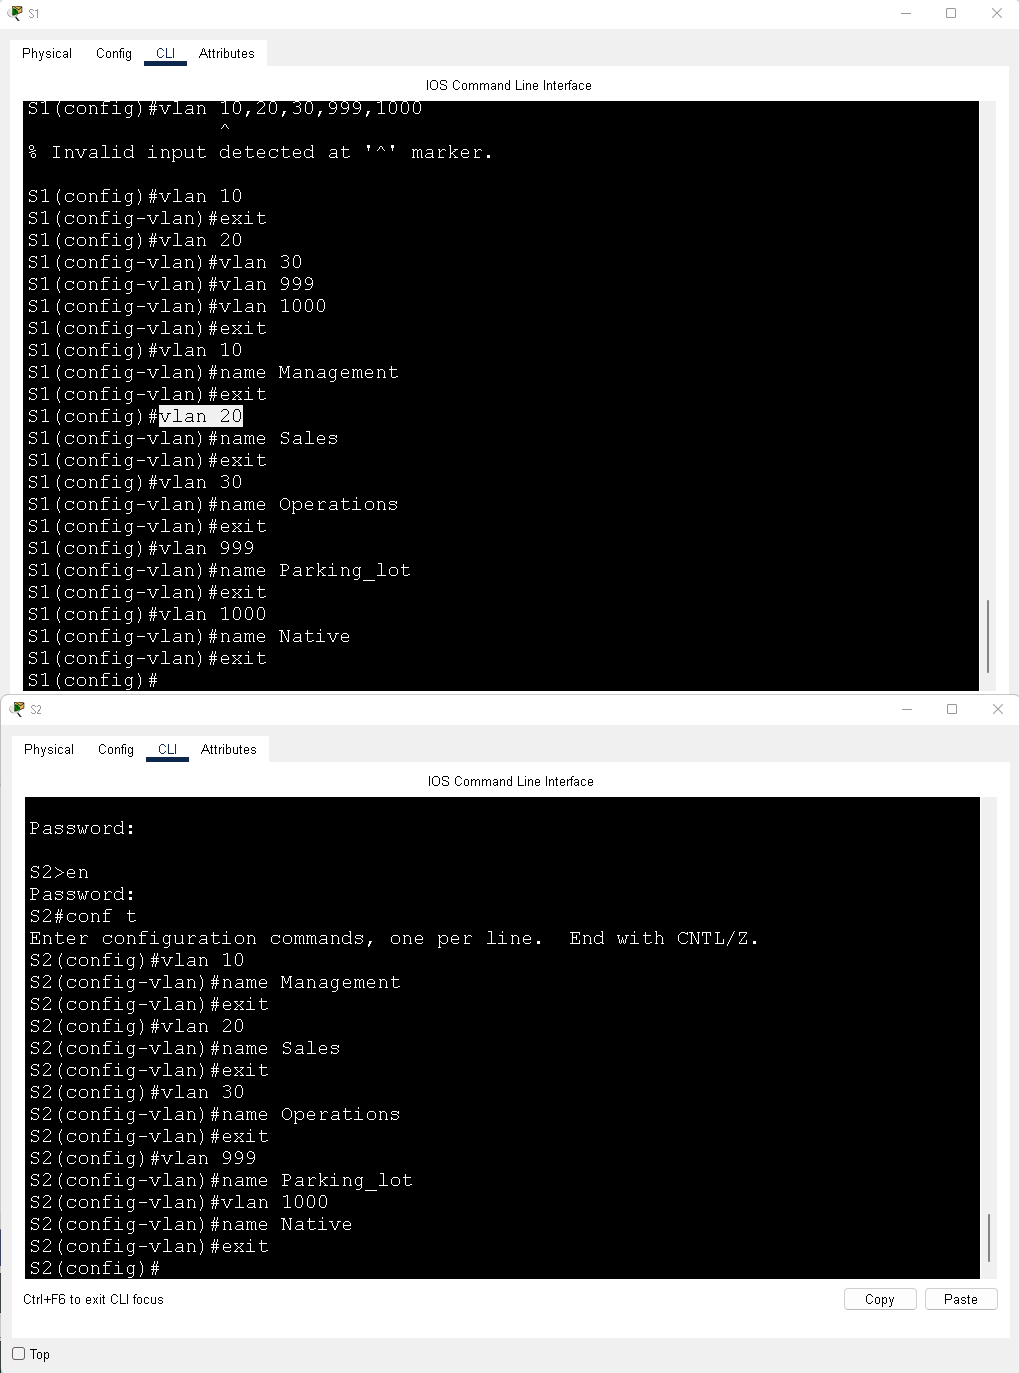 S1
Physical Config CLI Attributes
IOS Command Line Interface
S1(config)#vlan 10,20,30,999,1000
^
% Invalid input detected at '^' marker.
S1(config)#vlan 10
S1(config-vlan)#exit
S1(config)#vlan 20
S1(config-vlan)#vlan 30
S1(config-vlan)#vlan 999
S1(config-vlan)#vlan 1000
S1(config-vlan)#exit
S1(config)#vlan 10
S1(config-vlan)#name Management
S1(config-vlan)#exit
S1(config)#vlan 20
S1(config-vlan)#name Sales
S1(config-vlan)#exit
S1(config)#vlan 30
S1(config-vlan)#name Operations
S1(config-vlan)#exit
S1(config)#vlan 999
S1(config-vlan)#name Parking_lot
S1(config-vlan)#exit
S1(config)#vlan 1000
S1(config-vlan)#name Native
S1(config-vlan)#exit
S1(config)#
S2
Physical Config CLI Attributes
IOS Command Line Interface
Password:
S2>en
Password:
S2#conf t
Enter configuration commands, one per line.  End with CNTL/Z.
S2(config)#vlan 10
S2(config-vlan)#name Management
S2(config-vlan)#exit
S2(config)#vlan 20
S2(config-vlan)#name Sales
S2(config-vlan)#exit
S2(config)#vlan 30
S2(config-vlan)#name Operations
S2(config-vlan)#exit
S2(config)#vlan 999
S2(config-vlan)#name Parking_lot
S2(config-vlan)#vlan 1000
S2(config-vlan)#name Native
S2(config-vlan)#exit
S2(config)#
Ctrl+F6 to exit CLI focus Copy Paste
Top